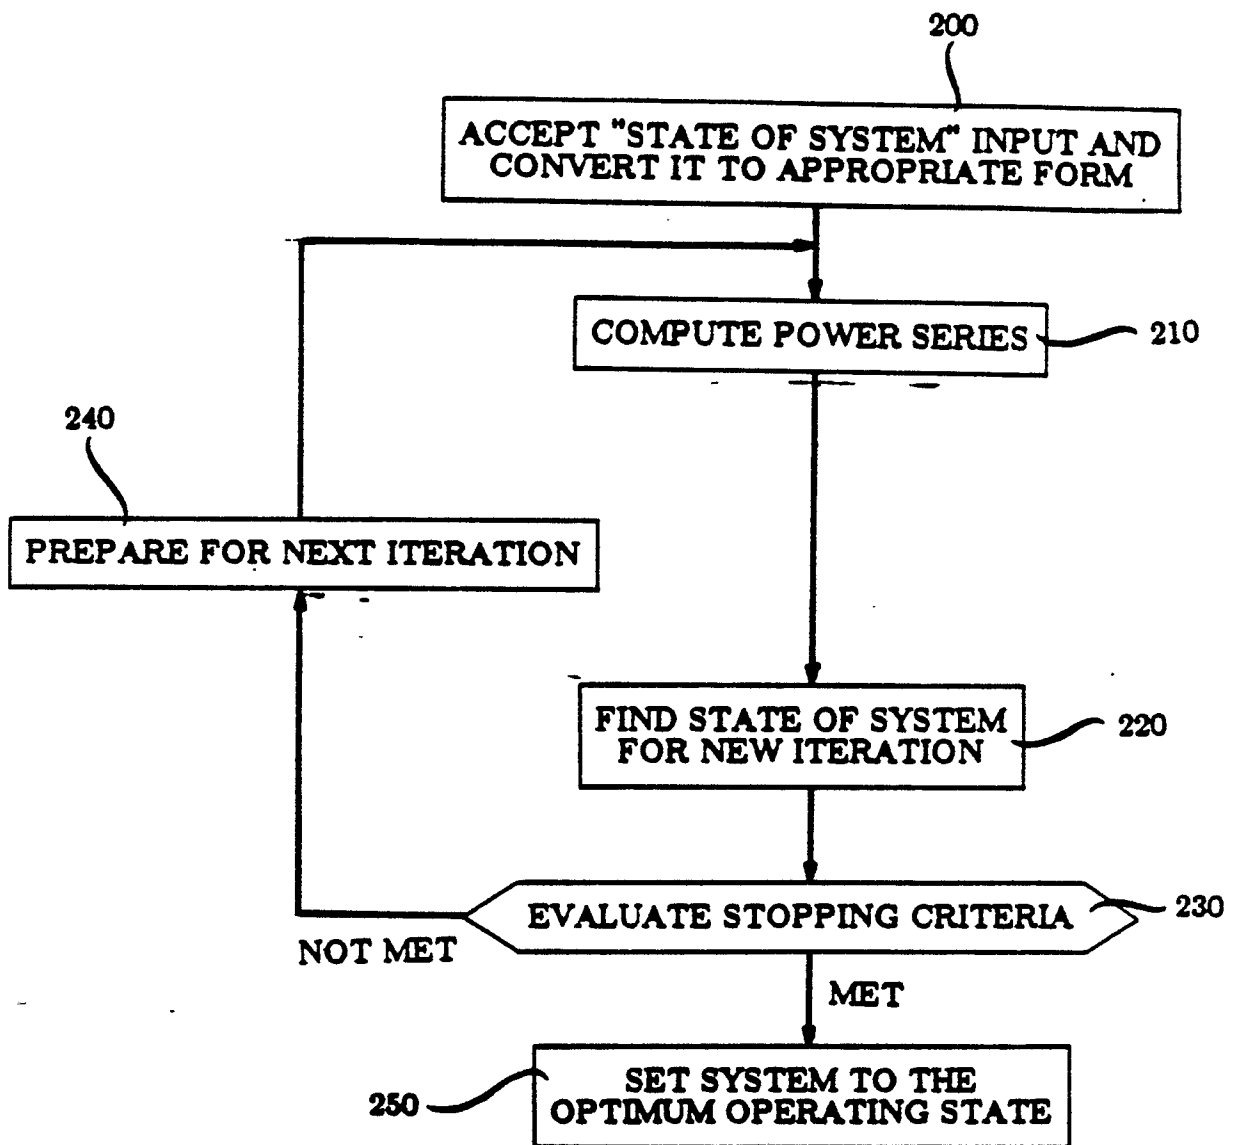 200
ACCEPT "STATE OF SYSTEM" INPUT AND
CONVERT IT TO APPROPRIATE FORM
COMPUTE POWER SERIES
210
240
PREPARE FOR NEXT ITERATION
FIND STATE OF SYSTEM
FOR NEW ITERATION
220
EVALUATE STOPPING CRITERIA
230
NOT MET
MET
SET SYSTEM TO THE
OPTIMUM OPERATING STATE
250